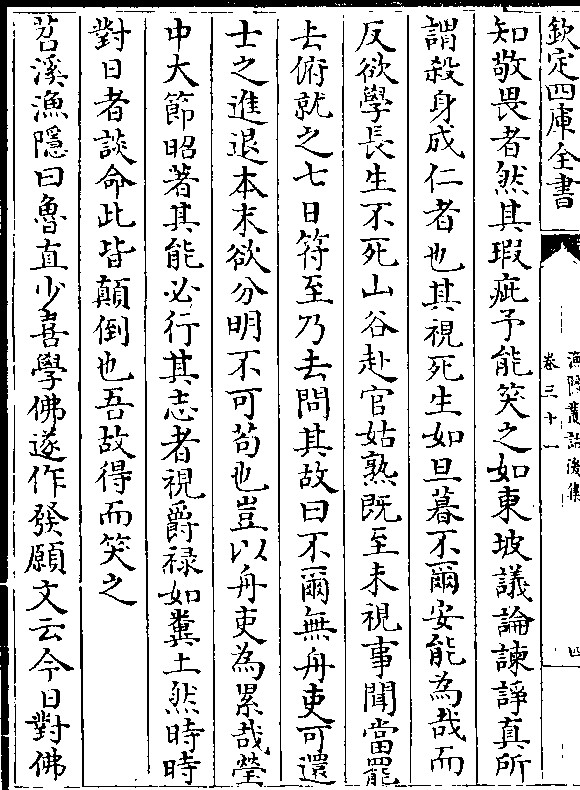 欽定四庫全書
漁隱叢話後集
卷三十一
四
知敬畏者然其瑕疵予能笑之如東坡議論諫諍真所
謂殺身成仁者也其視死生如旦暮不爾安能為哉而
反欲學長生不死山谷赴官姑熟既至未視事聞當罷
去俯就之七日符至乃去問其故曰不爾無舟吏可還
士之進退本末欲分明不可苟也豈以舟吏為累哉瑩
中大節昭著其能必行其志者視爵祿如糞土然時時
對日者談命此皆顛倒也吾故得而笑之
苕溪漁隱曰魯直少喜學佛遂作發願文云今日對佛